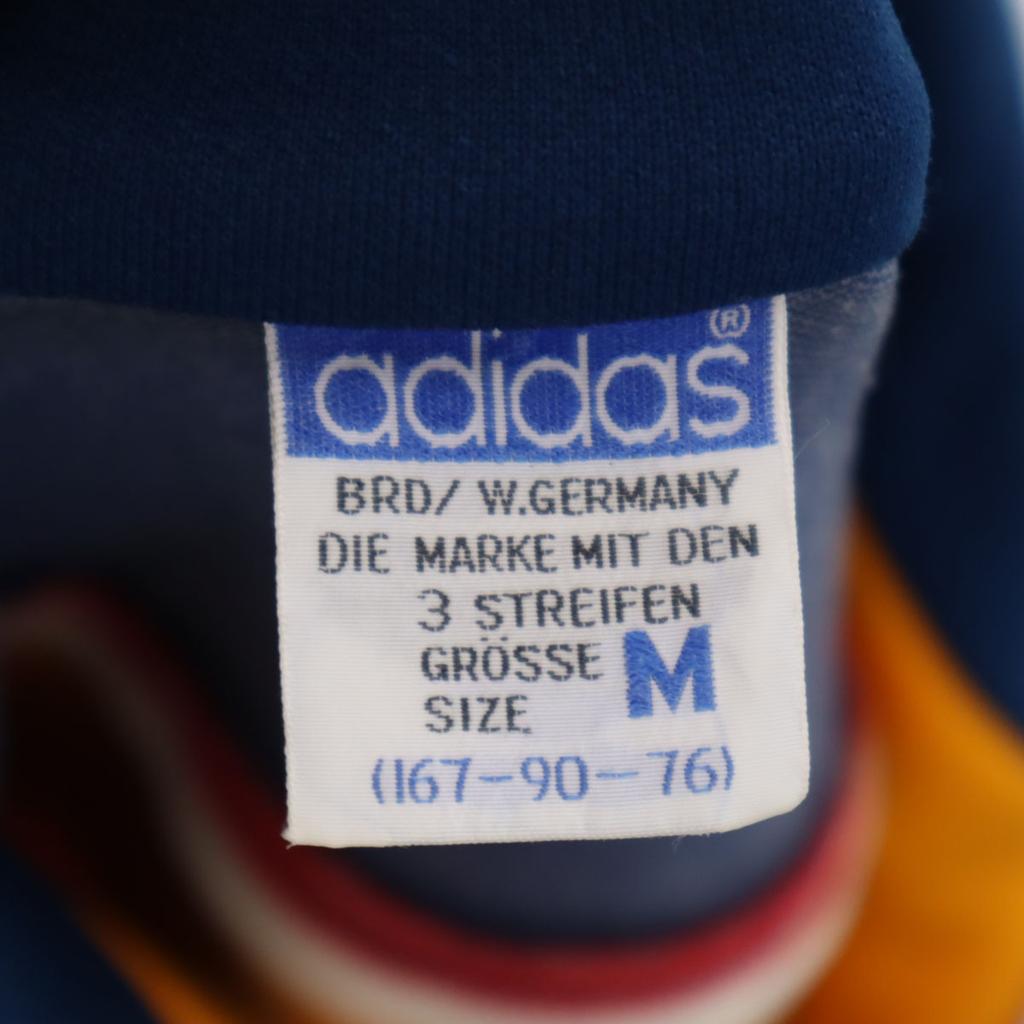 adidas®
BRD/ W.GERMANY
DIE MARKE MIT DEN
3 STREIFEN
GRÖSSE M
SIZE
(167-90-76)